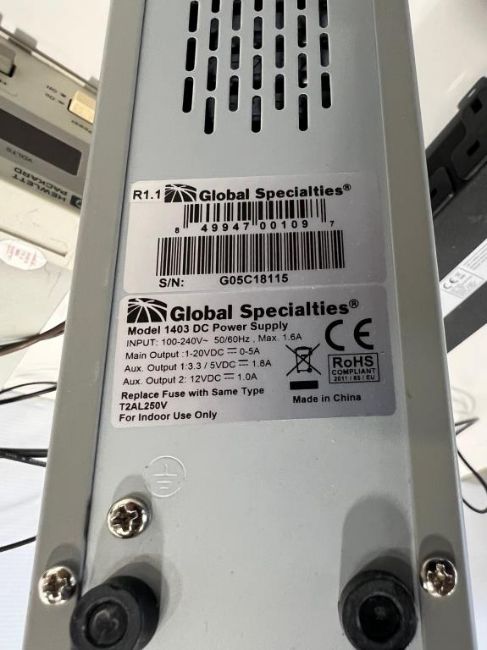 R1.1 Global Specialties®
8 49947 00109 7
S/N: G05C18115
Global Specialties®
Model 1403 DC Power Supply
INPUT: 100-240V~ 50/60Hz , Max. 1.6A
Main Output :1-20VDC ⎓ 0-5A
Aux. Output 1:3.3 / 5VDC ⎓ 1.8A
Aux. Output 2: 12VDC ⎓ 1.0A
Replace Fuse with Same Type
T2AL250V
For Indoor Use Only
CE
RoHS
COMPLIANT
2011 / 65 / EU
Made in China
HEWLETT
PACKARD
VOLTS